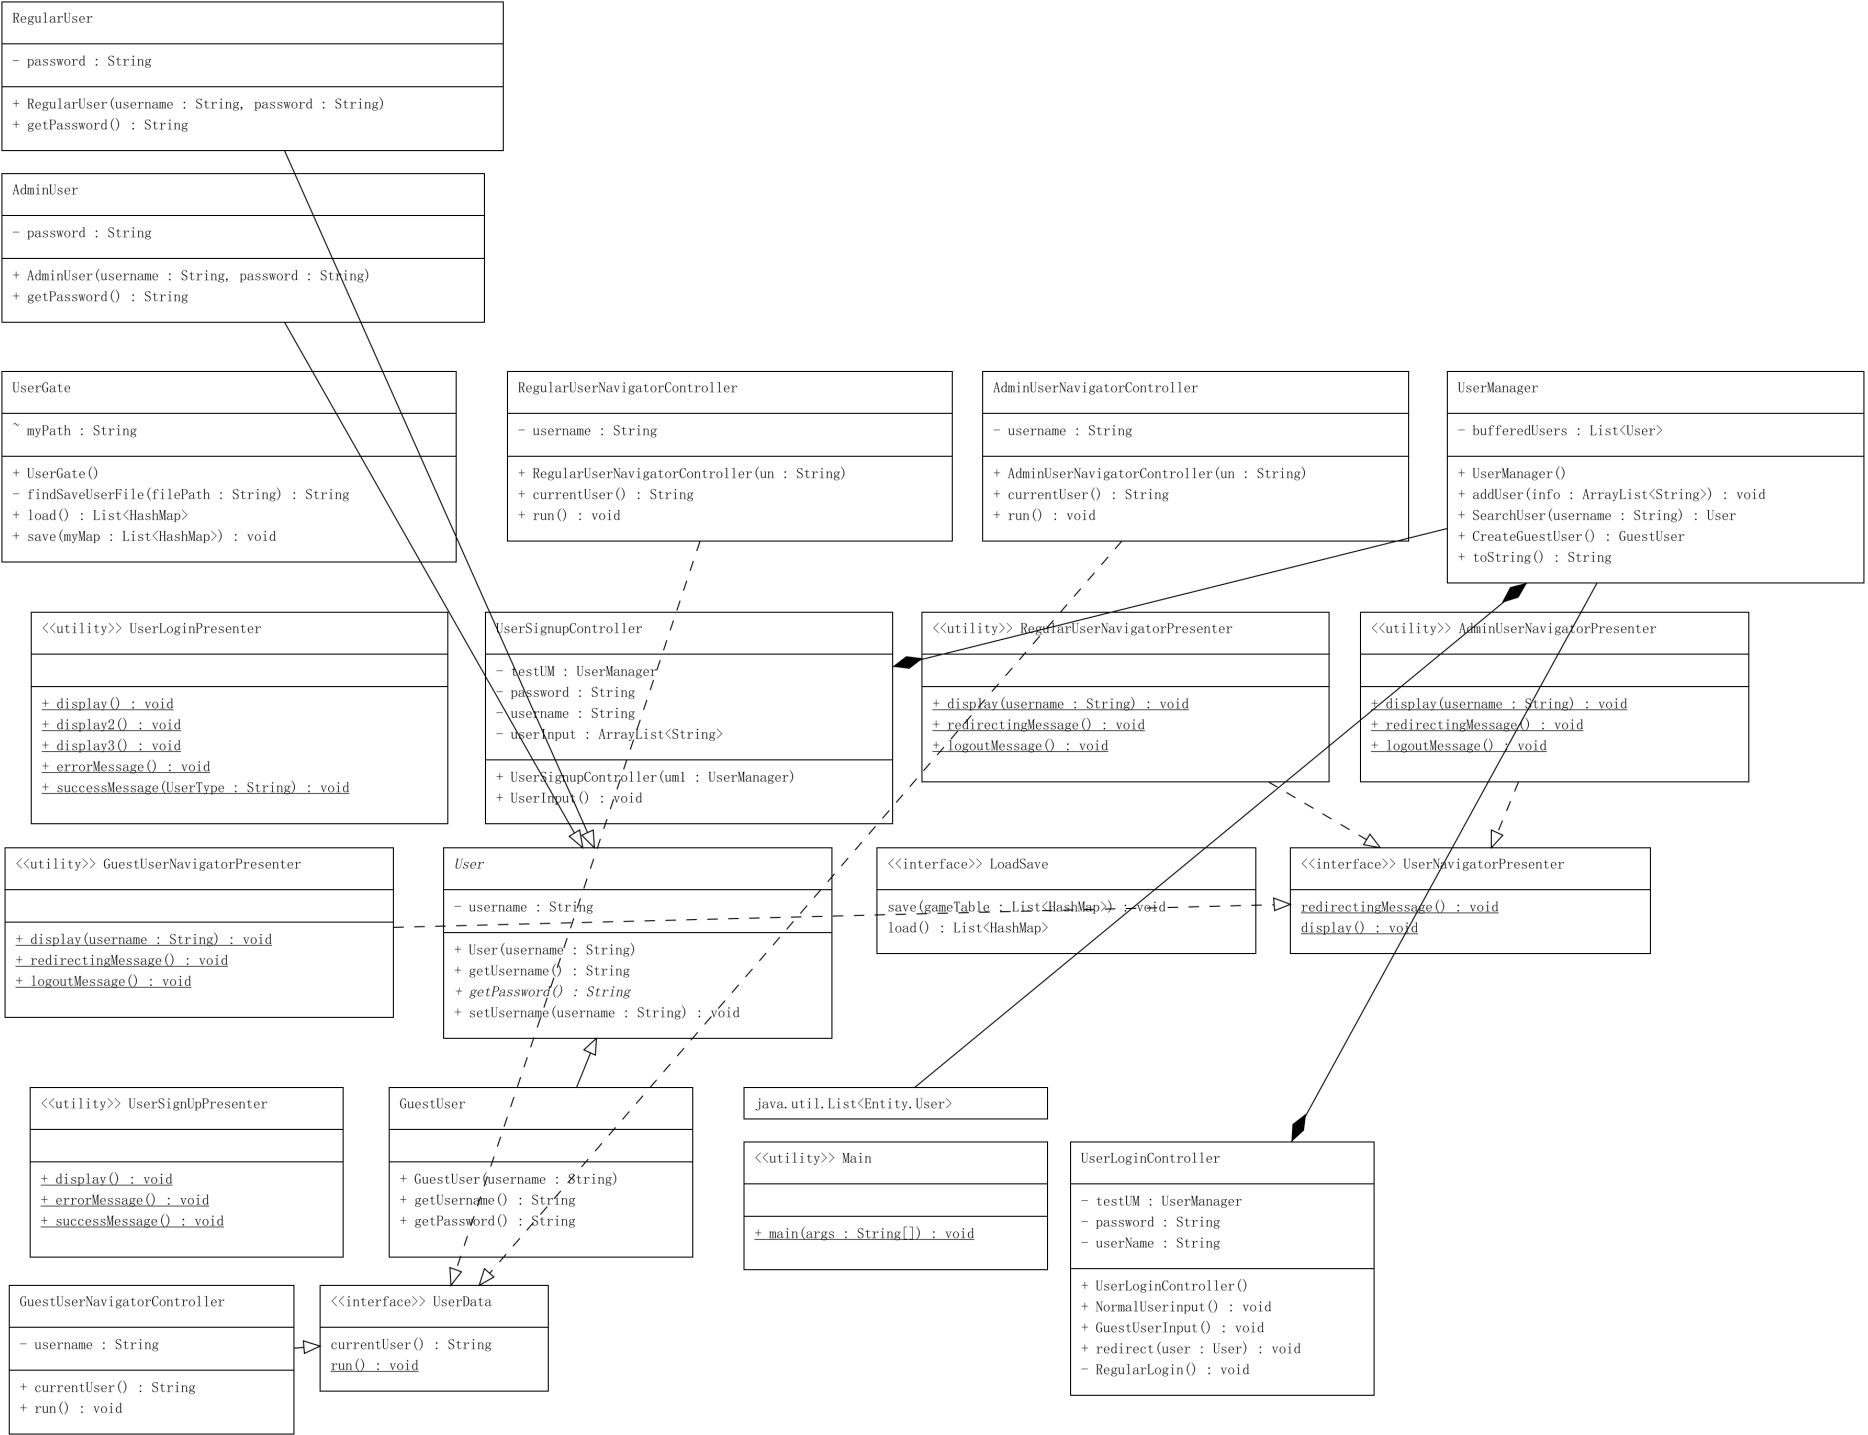 RegularUser
- password : String
+ RegularUser(username : String, password : String)
+ getPassword() : String
AdminUser
- password : String
+ AdminUser(username : String, password : String)
+ getPassword() : String
UserGate
~ myPath : String
+ UserGate()
- findSaveUserFile(filePath : String) : String
+ load() : List<HashMap>
+ save(myMap : List<HashMap>) : void
RegularUserNavigatorController
- username : String
+ RegularUserNavigatorController(un : String)
+ currentUser() : String
+ run() : void
AdminUserNavigatorController
- username : String
+ AdminUserNavigatorController(un : String)
+ currentUser() : String
+ run() : void
UserManager
- bufferedUsers : List<User>
+ UserManager()
+ addUser(info : ArrayList<String>) : void
+ SearchUser(username : String) : User
+ CreateGuestUser() : GuestUser
+ toString() : String
<<utility>> UserLoginPresenter
+ display() : void
+ display2() : void
+ display3() : void
+ errorMessage() : void
+ successMessage(UserType : String) : void
UserSignupController
- testUM : UserManager
- password : String
- username : String
- userInput : ArrayList<String>
+ UserSignupController(um1 : UserManager)
+ UserInput() : void
<<utility>> RegularUserNavigatorPresenter
+ display(username : String) : void
+ redirectingMessage() : void
+ logoutMessage() : void
<<utility>> AdminUserNavigatorPresenter
+ display(username : String) : void
+ redirectingMessage() : void
+ logoutMessage() : void
<<utility>> GuestUserNavigatorPresenter
+ display(username : String) : void
+ redirectingMessage() : void
+ logoutMessage() : void
User
- username : String
+ User(username : String)
+ getUsername() : String
+ getPassword() : String
+ setUsername(username : String) : void
<<interface>> LoadSave
save(gameTable : List<HashMap>) : void
load() : List<HashMap>
<<interface>> UserNavigatorPresenter
redirectingMessage() : void
display() : void
<<utility>> UserSignUpPresenter
+ display() : void
+ errorMessage() : void
+ successMessage() : void
GuestUser
+ GuestUser(username : String)
+ getUsername() : String
+ getPassword() : String
java.util.List<Entity.User>
<<utility>> Main
+ main(args : String[]) : void
UserLoginController
- testUM : UserManager
- password : String
- userName : String
+ UserLoginController()
+ NormalUserinput() : void
+ GuestUserInput() : void
+ redirect(user : User) : void
- RegularLogin() : void
GuestUserNavigatorController
- username : String
+ currentUser() : String
+ run() : void
<<interface>> UserData
currentUser() : String
run() : void